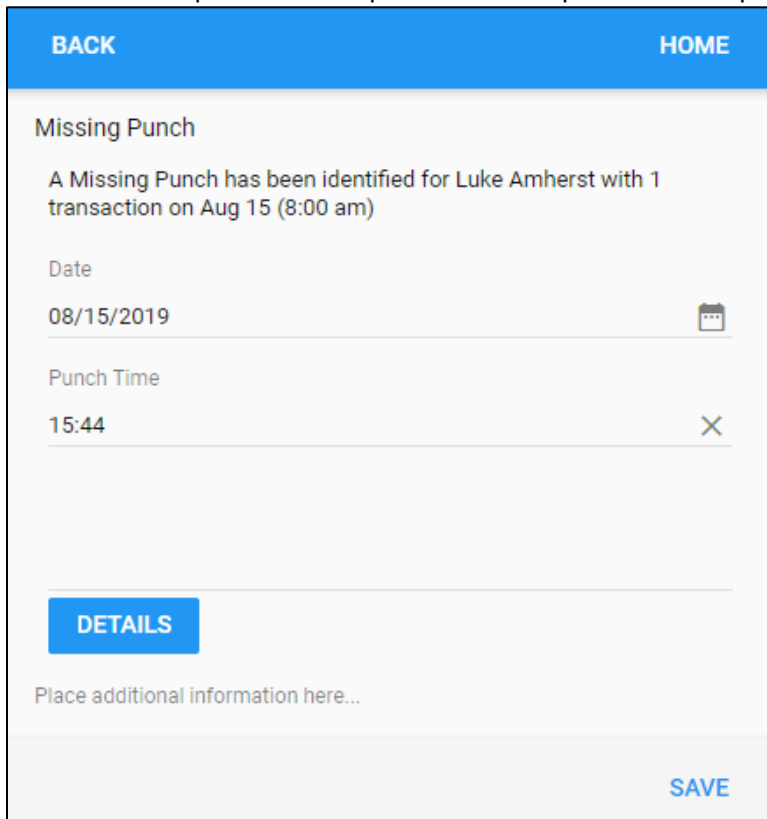 BACK HOME
Missing Punch
A Missing Punch has been identified for Luke Amherst with 1
transaction on Aug 15 (8:00 am)
Date
08/15/2019
Punch Time
15:44
DETAILS
Place additional information here...
SAVE